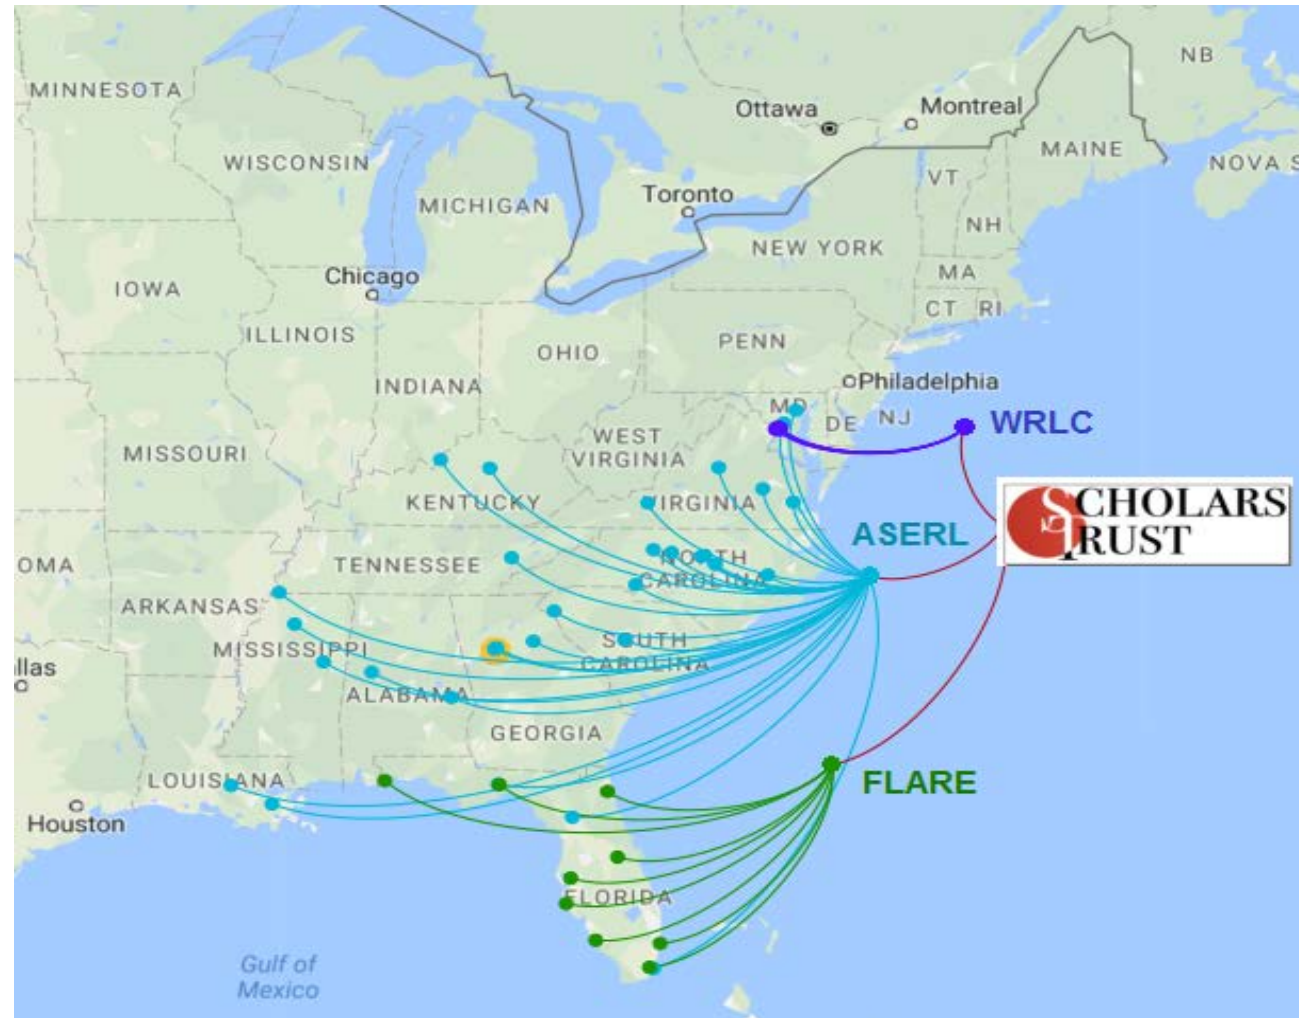 NB
Ottawa
Montreal
MINNESOTA
MAINE
WISCONSIN
NOVA S
VT
Toronto
MICHIGAN
NH
NEW YORK
MA
Chicago
IOWA
CT
RI
ILLINOIS
PENN
OHIO
INDIANA
Philadelphia
MD
DE
NJ
WRLC
WEST
VIRGINIA
MISSOURI
KENTUCKY
VIRGINIA
SCHOLARS
TRUST
ASERL
NORTH
CAROLINA
OMA
TENNESSEE
ARKANSAS
MISSISSIPPI
SOUTH
CAROLINA
llas
ALABAMA
GEORGIA
LOUISIANA
FLARE
Houston
FLORIDA
Gulf of
Mexico